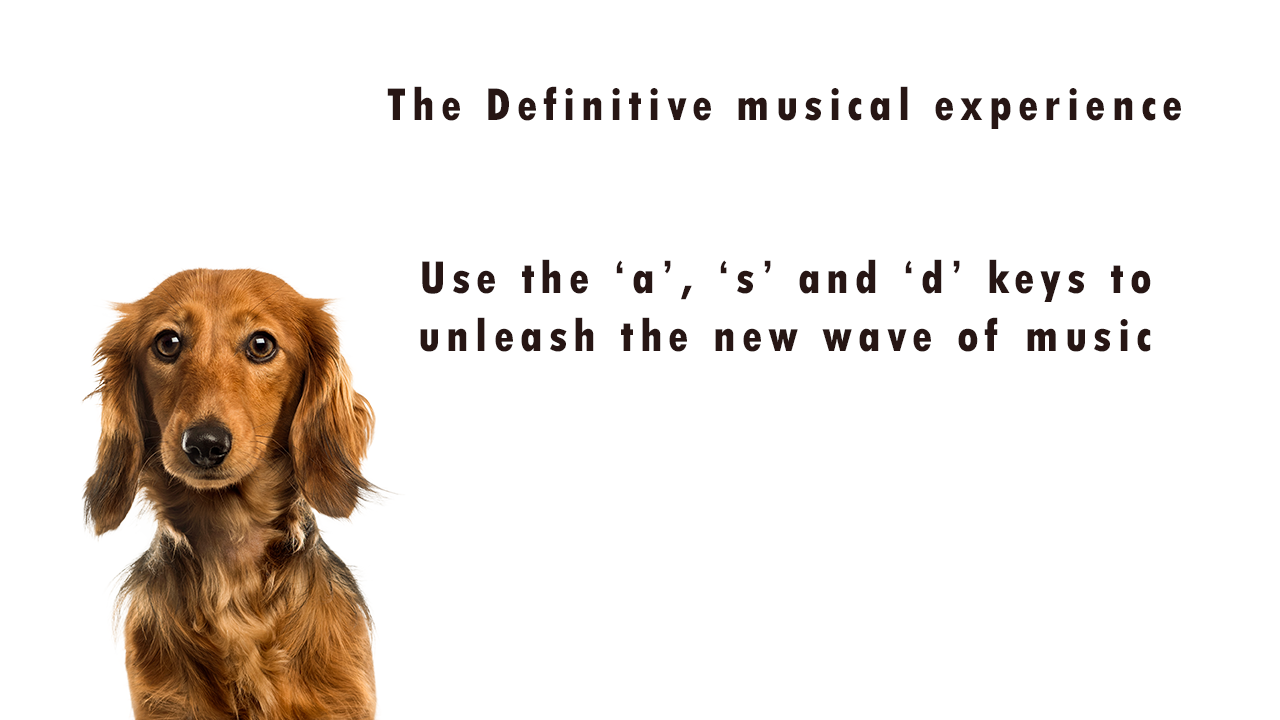 The Definitive musical experience
Use the ‘a’, ‘s’ and ‘d’ keys to
unleash the new wave of music